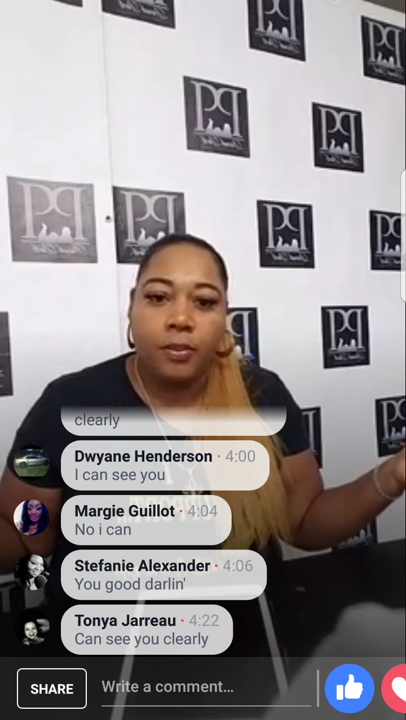 clearly
Dwyane Henderson · 4:00
I can see you
Margie Guillot · 4:04
No i can
Stefanie Alexander · 4:06
You good darlin'
Tonya Jarreau · 4:22
Can see you clearly
SHARE
Write a comment...